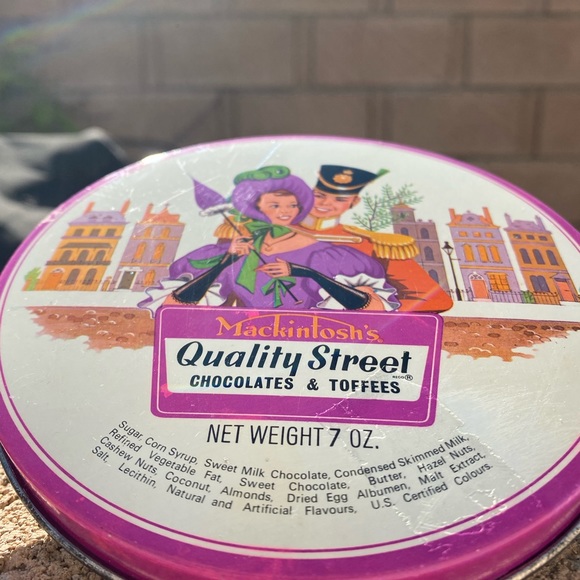 Mackintosh's
Quality Street
REGD ®
CHOCOLATES & TOFFEES
NET WEIGHT 7 OZ.
Sugar, Corn Syrup, Sweet Milk Chocolate, Condensed Skimmed Milk,
Refined Vegetable Fat, Sweet Chocolate, Butter, Hazel Nuts,
Cashew Nuts, Coconut, Almonds, Dried Egg Albumen, Malt Extract,
Salt, Lecithin, Natural and Artificial Flavours, U.S. Certified Colours.